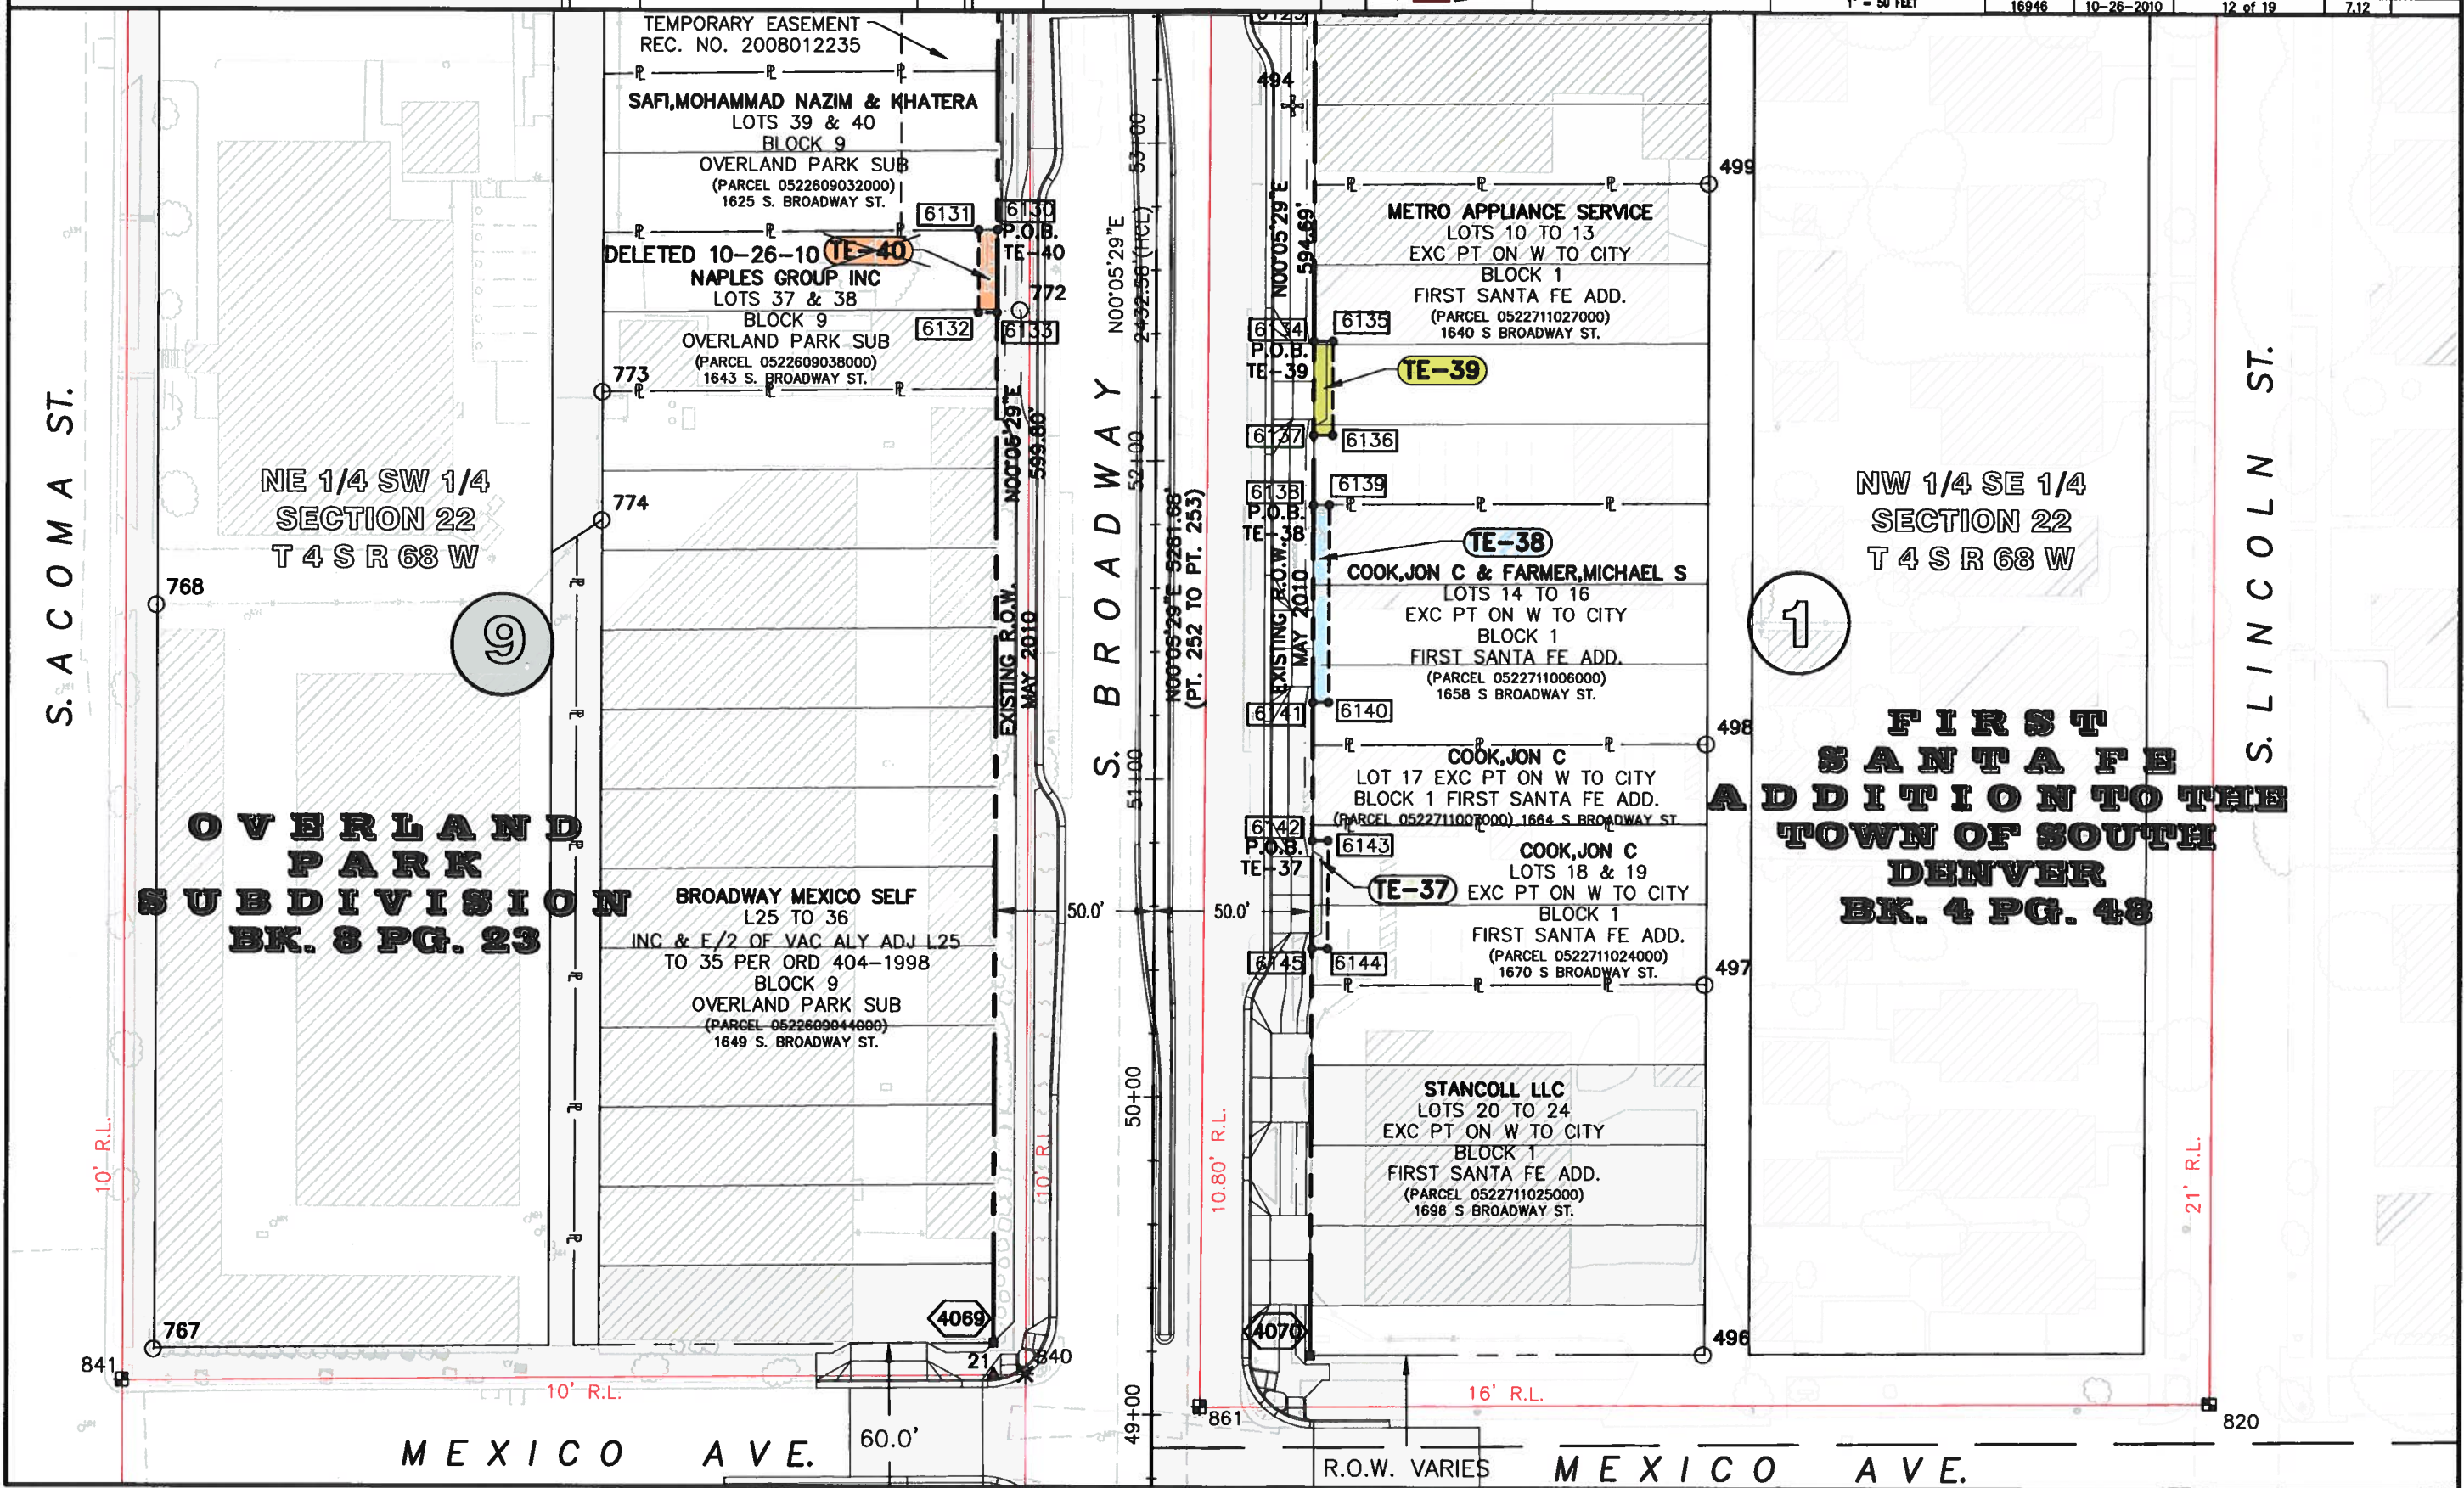 1" = 50 FEET
16946
10-26-2010
12 of 19
7.12
TEMPORARY EASEMENT
REC. NO. 2008012235
SAFI,MOHAMMAD NAZIM & KHATERA
LOTS 39 & 40
BLOCK 9
OVERLAND PARK SUB
(PARCEL 0522609032000)
1625 S. BROADWAY ST.
6131
6130
P.O.B.
TE-40
DELETED 10-26-10
TE-40
NAPLES GROUP INC
LOTS 37 & 38
BLOCK 9
OVERLAND PARK SUB
(PARCEL 0522609038000)
1643 S. BROADWAY ST.
6132
6133
772
773
774
S. ACOMA ST.
NE 1/4 SW 1/4
SECTION 22
T 4 S R 68 W
768
9
OVERLAND
PARK
SUBDIVISION
BK. 8 PG. 23
BROADWAY MEXICO SELF
L25 TO 36
INC & E/2 OF VAC ALY ADJ L25
TO 35 PER ORD 404-1998
BLOCK 9
OVERLAND PARK SUB
(PARCEL 0522609044000)
1649 S. BROADWAY ST.
EXISTING R.O.W.
MAY 2010
N00°05'29"E
599.80'
S. BROADWAY
N00°05'29"E
2432.58'(HCL)
53+00
52+00
51+00
50+00
49+00
N00°05'29"E 5281.68'
(PT. 252 TO PT. 253)
50.0'
50.0'
494
N00°05'29"E
594.69'
EXISTING R.O.W.
MAY 2010
499
METRO APPLIANCE SERVICE
LOTS 10 TO 13
EXC PT ON W TO CITY
BLOCK 1
FIRST SANTA FE ADD.
(PARCEL 0522711027000)
1640 S BROADWAY ST.
6134
6135
P.O.B.
TE-39
TE-39
6137
6136
6138
6139
P.O.B.
TE-38
TE-38
COOK,JON C & FARMER,MICHAEL S
LOTS 14 TO 16
EXC PT ON W TO CITY
BLOCK 1
FIRST SANTA FE ADD.
(PARCEL 0522711006000)
1658 S BROADWAY ST.
6141
6140
498
COOK,JON C
LOT 17 EXC PT ON W TO CITY
BLOCK 1 FIRST SANTA FE ADD.
(PARCEL 0522711007000) 1664 S BROADWAY ST
6142
6143
P.O.B.
TE-37
TE-37
COOK,JON C
LOTS 18 & 19
EXC PT ON W TO CITY
BLOCK 1
FIRST SANTA FE ADD.
(PARCEL 0522711024000)
1670 S BROADWAY ST.
6145
6144
497
STANCOLL LLC
LOTS 20 TO 24
EXC PT ON W TO CITY
BLOCK 1
FIRST SANTA FE ADD.
(PARCEL 0522711025000)
1698 S BROADWAY ST.
NW 1/4 SE 1/4
SECTION 22
T 4 S R 68 W
1
FIRST
SANTA FE
ADDITION TO THE
TOWN OF SOUTH
DENVER
BK. 4 PG. 48
S. LINCOLN ST.
10' R.L.
10' R.L.
10.80' R.L.
21' R.L.
767
841
4069
21
840
10' R.L.
4070
496
861
16' R.L.
820
MEXICO AVE.
60.0'
R.O.W. VARIES
MEXICO AVE.